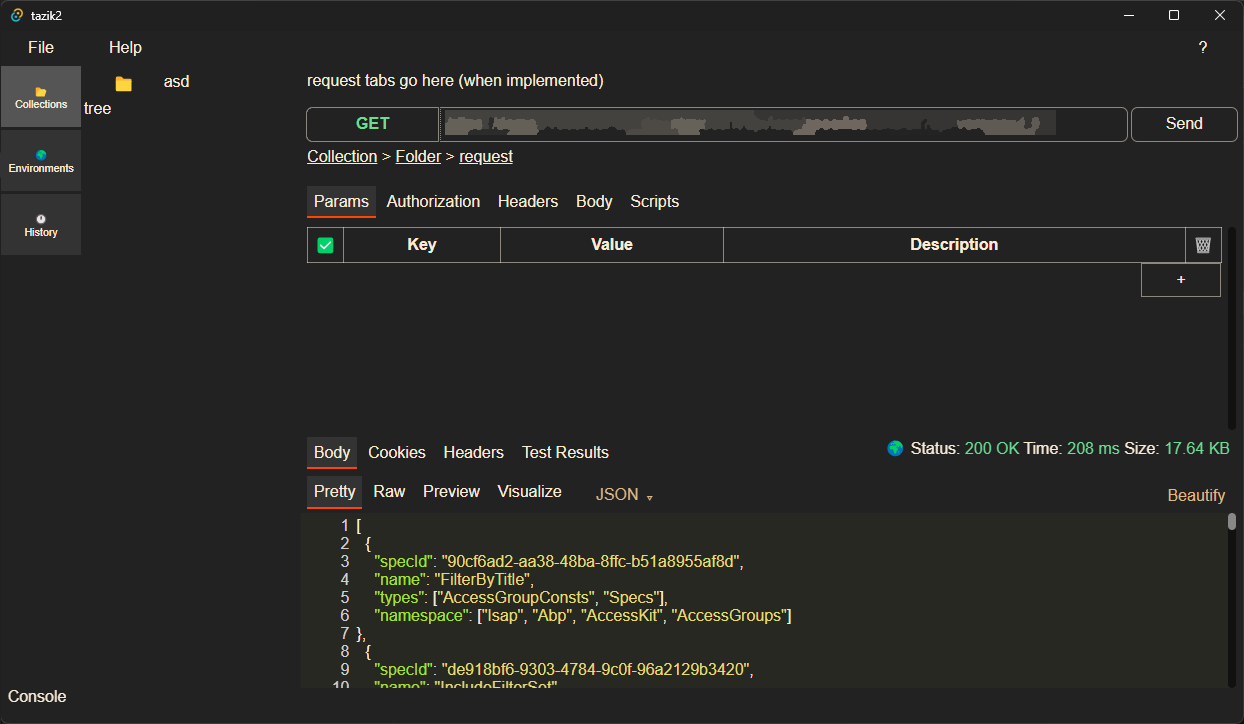 tazik2
File Help ?
Collections
asd
tree
Environments
History
request tabs go here (when implemented)
GET Send
Collection > Folder > request
Params Authorization Headers Body Scripts
Key Value Description
+
Body Cookies Headers Test Results
Status: 200 OK Time: 208 ms Size: 17.64 KB
Pretty Raw Preview Visualize JSON
Beautify
1 [
2 {
3 "specId": "90cf6ad2-aa38-48ba-8ffc-b51a8955af8d",
4 "name": "FilterByTitle",
5 "types": ["AccessGroupConsts", "Specs"],
6 "namespace": ["Isap", "Abp", "AccessKit", "AccessGroups"]
7 },
8 {
9 "specId": "de918bf6-9303-4784-9c0f-96a2129b3420",
10 "name": "IncludeFilterSet"
Console